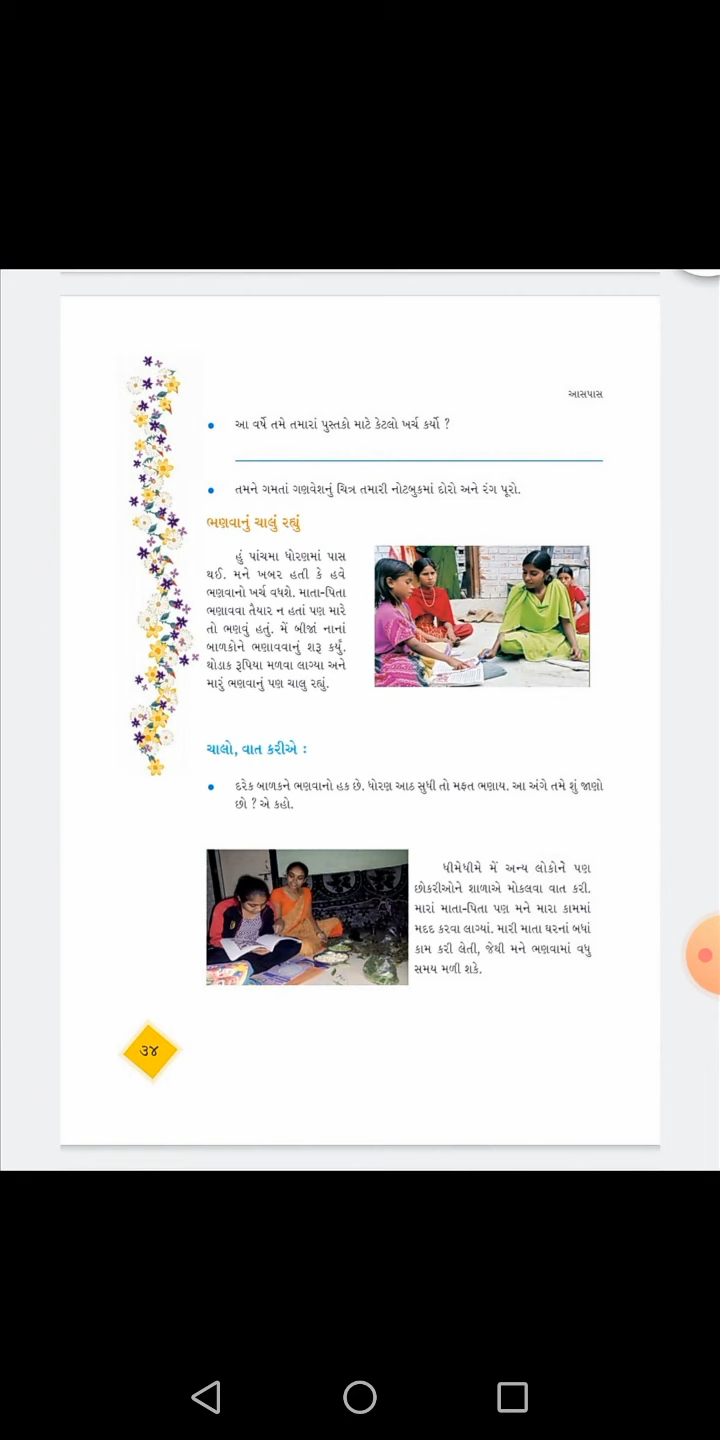 આસપાસ
આ વર્ષે તમે તમારાં પુસ્તકો માટે કેટલો ખર્ચ કર્યો ?
તમને ગમતાં ગણવેશનું ચિત્ર તમારી નોટબુકમાં દોરો અને રંગ પૂરો.
ભણવાનું ચાલું રહ્યું
હું પાંચમા ધોરણમાં પાસ
થઈ. મને ખબર હતી કે હવે
ભણવાનો ખર્ચ વધશે. માતા-પિતા
ભણાવવા તૈયાર ન હતાં પણ મારે
તો ભણવું હતું. મેં બીજાં નાનાં
બાળકોને ભણાવવાનું શરૂ કર્યું.
થોડાક રૂપિયા મળવા લાગ્યા અને
મારું ભણવાનું પણ ચાલુ રહ્યું.
ચાલો, વાત કરીએ :
દરેક બાળકને ભણવાનો હક છે. ધોરણ આઠ સુધી તો મફત ભણાય. આ અંગે તમે શું જાણો
છો ? એ કહો.
ધીમેધીમે મેં અન્ય લોકોને પણ
છોકરીઓને શાળાએ મોકલવા વાત કરી.
મારાં માતા-પિતા પણ મને મારા કામમાં
મદદ કરવા લાગ્યાં. મારી માતા ઘરનાં બધાં
કામ કરી લેતી, જેથી મને ભણવામાં વધુ
સમય મળી શકે.
૩૪